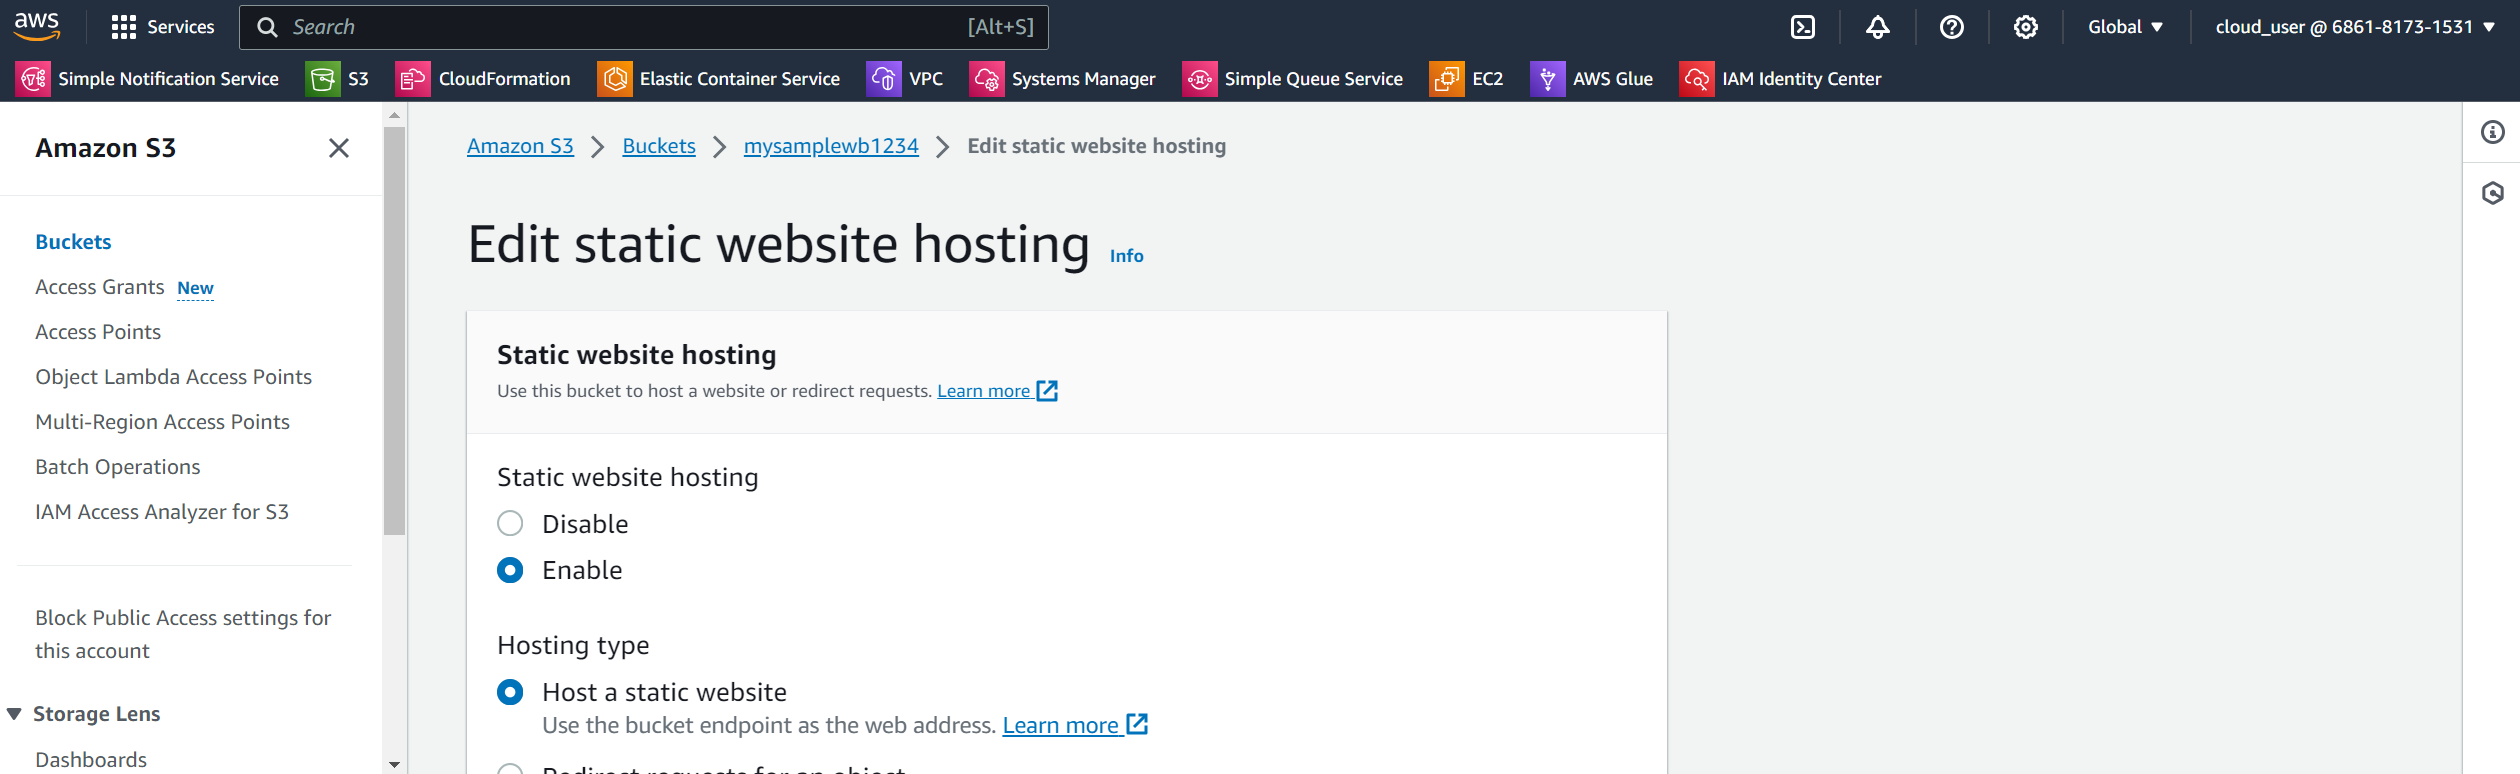 aws Services Search [Alt+S] Global cloud_user @ 6861-8173-1531
Simple Notification Service S3 CloudFormation Elastic Container Service VPC Systems Manager Simple Queue Service EC2 AWS Glue IAM Identity Center
Amazon S3
Buckets
Access Grants New
Access Points
Object Lambda Access Points
Multi-Region Access Points
Batch Operations
IAM Access Analyzer for S3
Block Public Access settings for
this account
Storage Lens
Dashboards
Amazon S3 Buckets mysamplewb1234 Edit static website hosting
Edit static website hosting Info
Static website hosting
Use this bucket to host a website or redirect requests. Learn more
Static website hosting
Disable
Enable
Hosting type
Host a static website
Use the bucket endpoint as the web address. Learn more
Redirect requests for an object